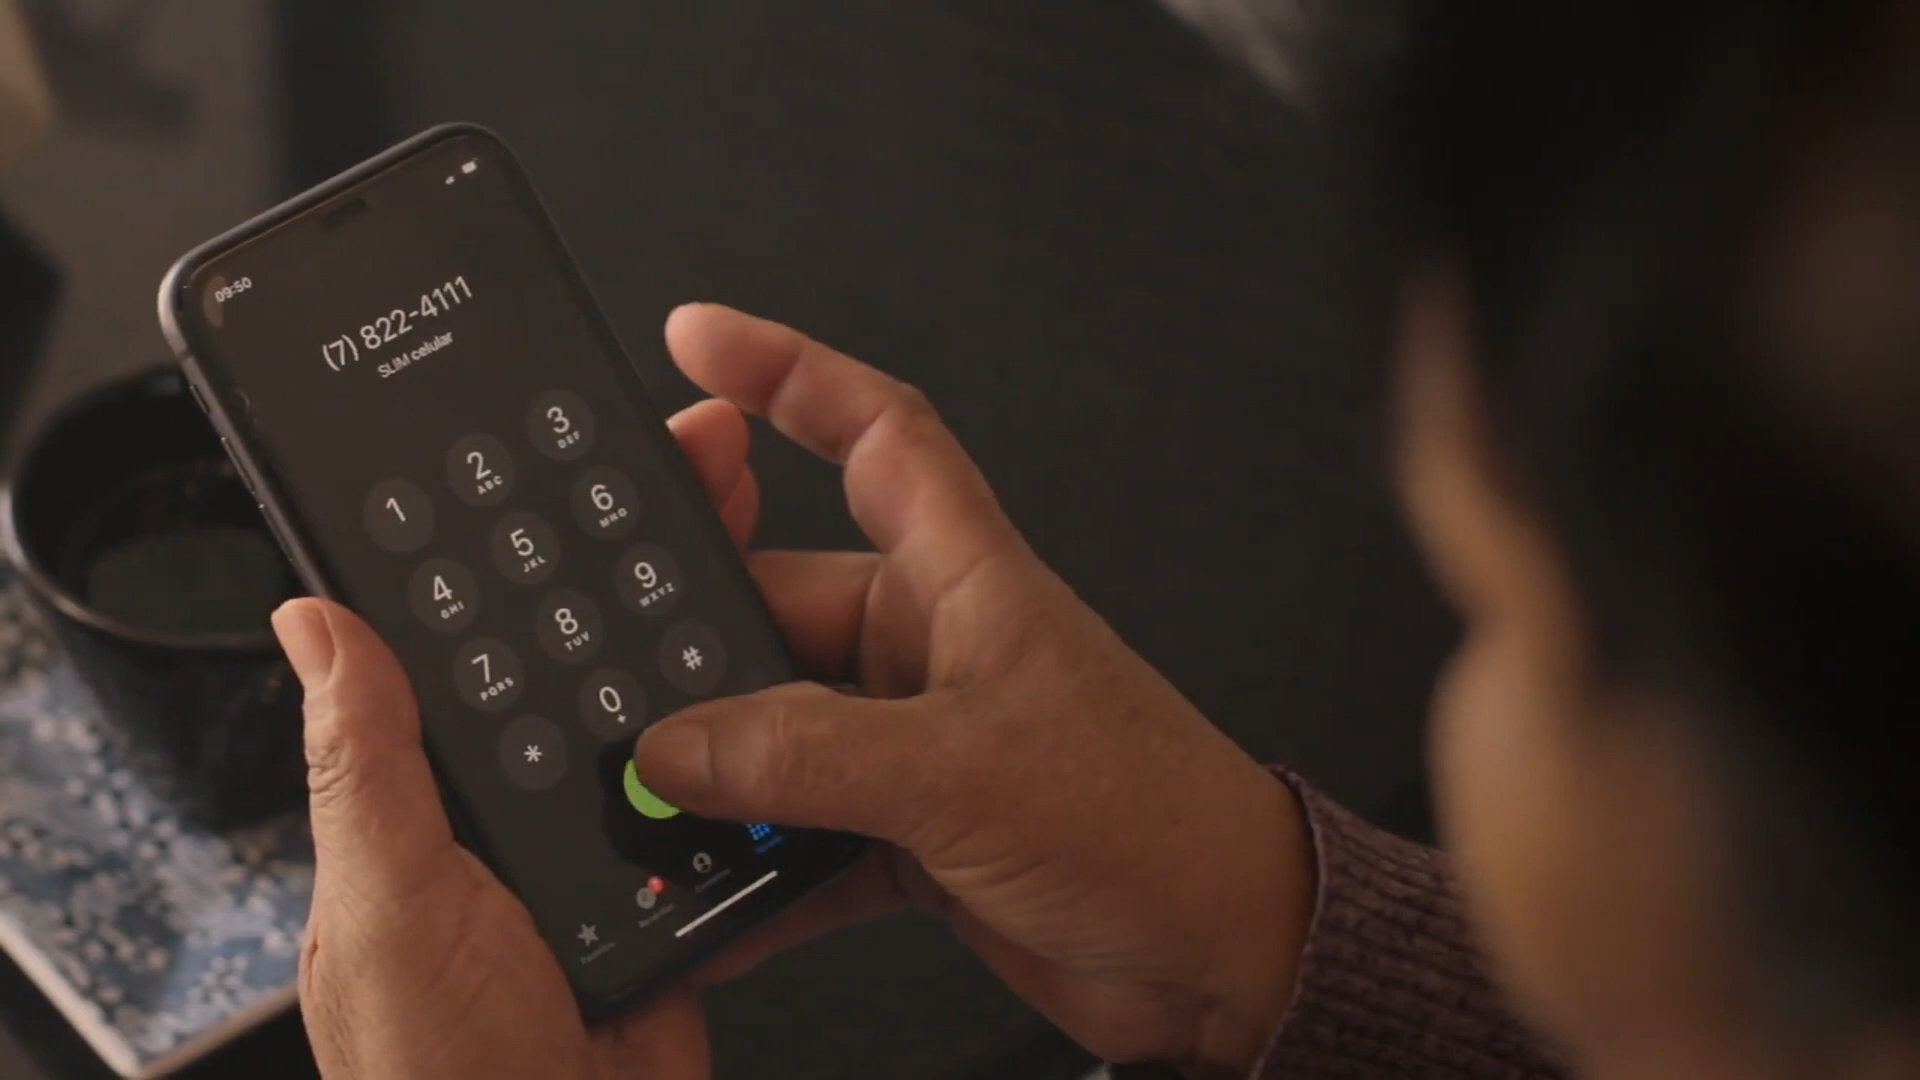 09:50
(7) 822-4111
SLIM celular
1
2
ABC
3
DEF
4
GHI
5
JKL
6
MNO
7
PQRS
8
TUV
9
WXYZ
*
0
+
#